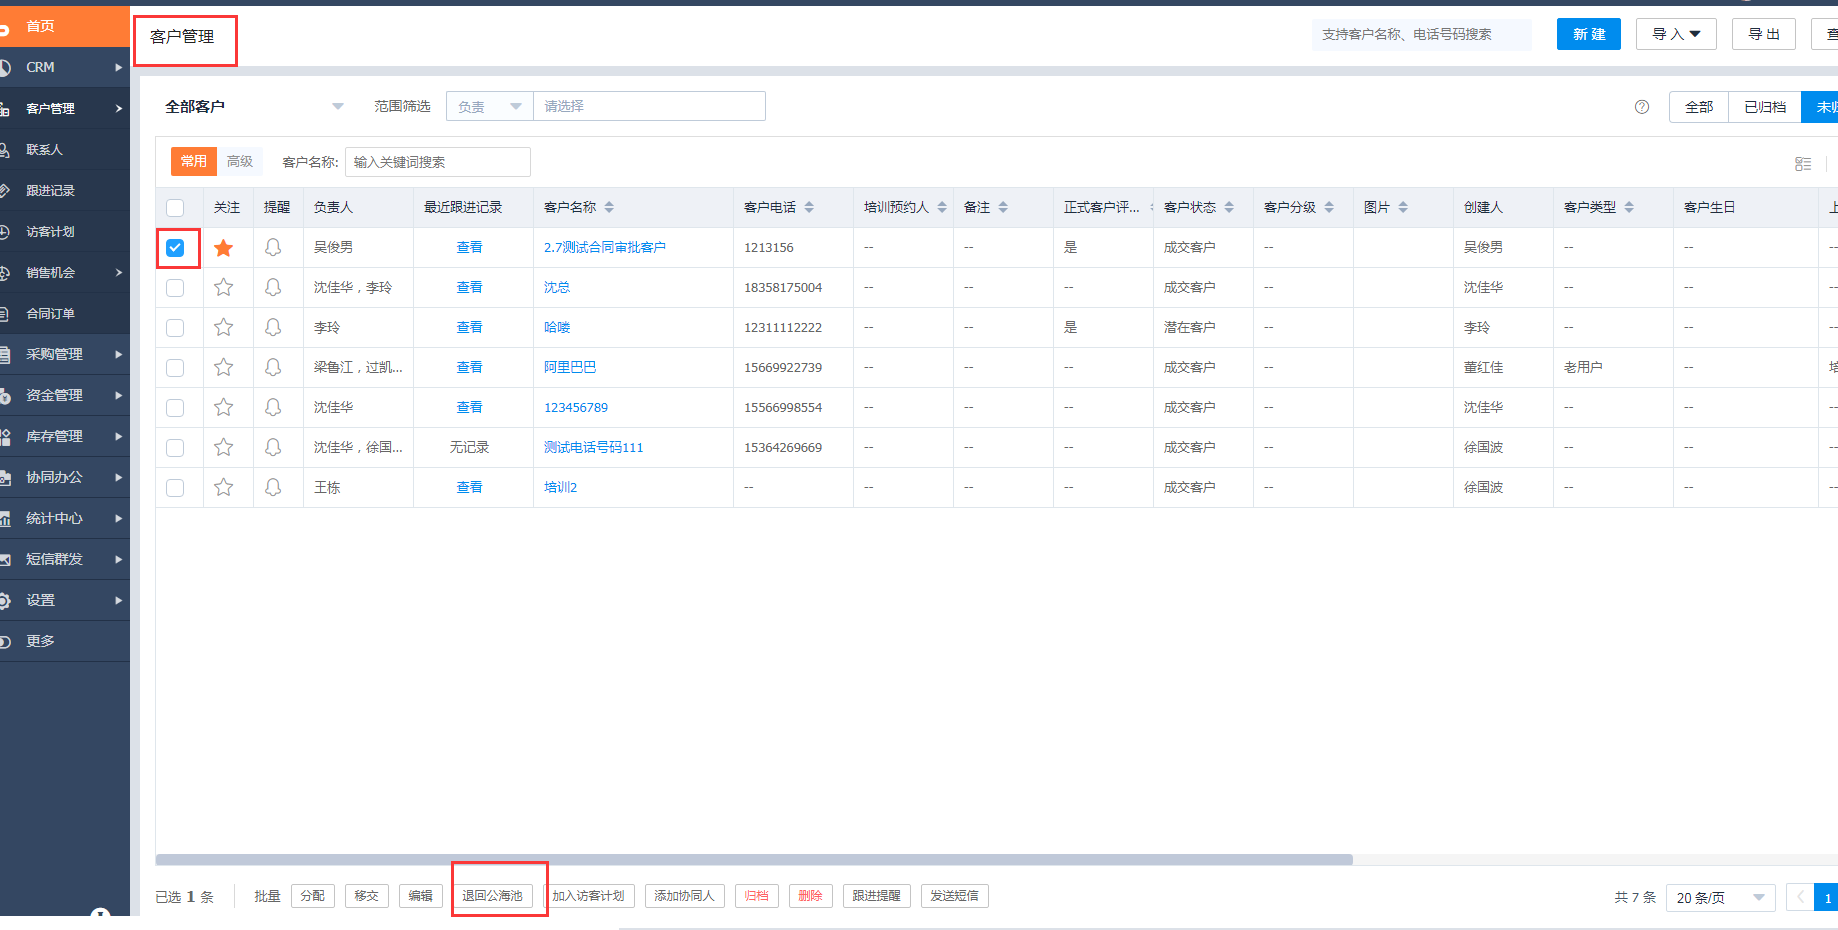 首页
CRM
客户管理
联系人
跟进记录
访客计划
销售机会
合同订单
采购管理
资金管理
库存管理
协同办公
统计中心
短信群发
设置
更多
客户管理 支持客户名称、电话号码搜索 新 建 导 入 导 出 查
全部客户 范围筛选 负责 请选择 全部 已归档 未归
常用 高级 客户名称: 输入关键词搜索
关注 提醒 负责人 最近跟进记录 客户名称 客户电话 培训预约人 备注 正式客户评... 客户状态 客户分级 图片 创建人 客户类型 客户生日 上
吴俊男 查看 2.7测试合同审批客户 1213156 -- -- 是 成交客户 -- 吴俊男 -- -- --
沈佳华，李玲 查看 沈总 18358175004 -- -- -- 成交客户 -- 沈佳华 -- -- --
李玲 查看 哈喽 12311112222 -- -- 是 潜在客户 -- 李玲 -- -- --
梁鲁江，过凯... 查看 阿里巴巴 15669922739 -- -- -- 成交客户 -- 董红佳 老用户 -- 培
沈佳华 查看 123456789 15566998554 -- -- -- 成交客户 -- 沈佳华 -- -- --
沈佳华，徐国... 无记录 测试电话号码111 15364269669 -- -- -- 成交客户 -- 徐国波 -- -- --
王栋 查看 培训2 -- -- -- -- 成交客户 -- 徐国波 -- -- --
已选 1 条 批量 分配 移交 编辑 退回公海池 加入访客计划 添加协同人 归档 删除 跟进提醒 发送短信 共 7 条 20 条/页 1